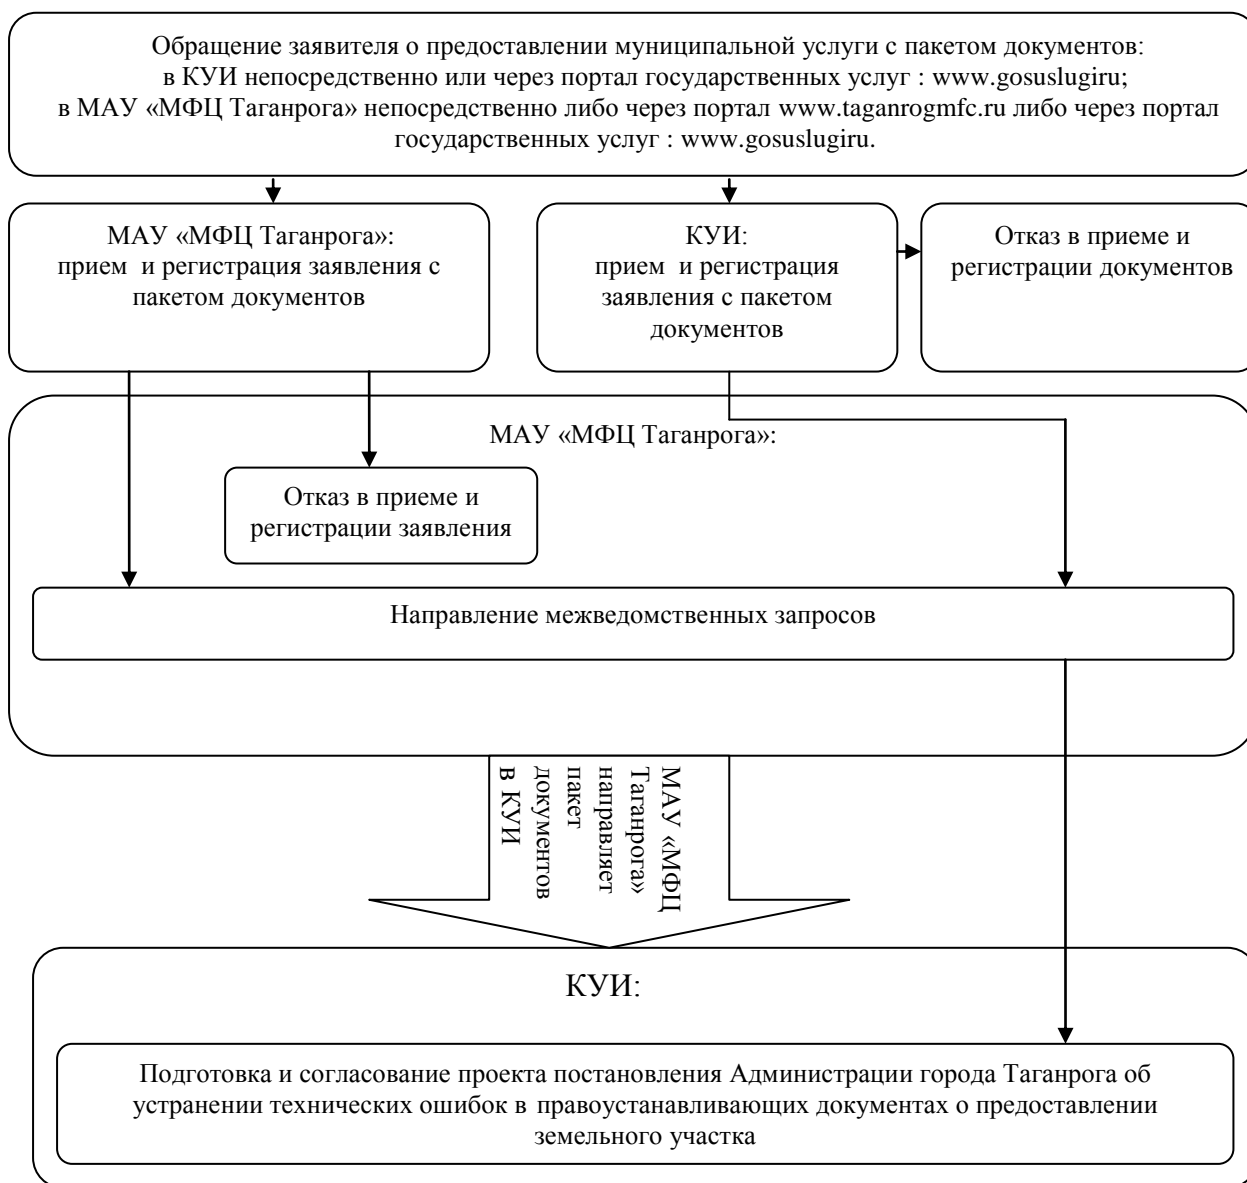 Обращение заявителя о предоставлении муниципальной услуги с пакетом документов:
в КУИ непосредственно или через портал государственных услуг : www.gosuslugiru;
в МАУ «МФЦ Таганрога» непосредственно либо через портал www.taganrogmfc.ru либо через портал
государственных услуг : www.gosuslugiru.
МАУ «МФЦ Таганрога»:
прием и регистрация заявления с
пакетом документов
КУИ:
прием и регистрация
заявления с пакетом
документов
Отказ в приеме и
регистрации документов
МАУ «МФЦ Таганрога»:
Отказ в приеме и
регистрации заявления
Направление межведомственных запросов
МАУ «МФЦ
Таганрога»
направляет
пакет
документов
в КУИ
КУИ:
Подготовка и согласование проекта постановления Администрации города Таганрога об
устранении технических ошибок в правоустанавливающих документах о предоставлении
земельного участка